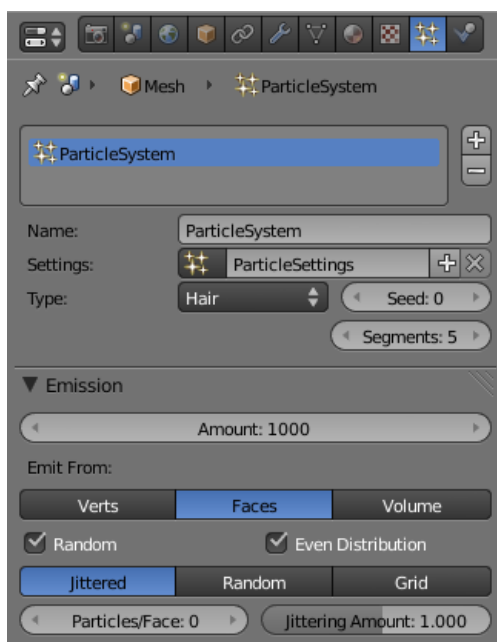 Mesh ParticleSystem
ParticleSystem
Name: ParticleSystem
Settings: ParticleSettings
Type: Hair Seed: 0
Segments: 5
Emission
Amount: 1000
Emit From:
Verts Faces Volume
Random Even Distribution
Jittered Random Grid
Particles/Face: 0 Jittering Amount: 1.000